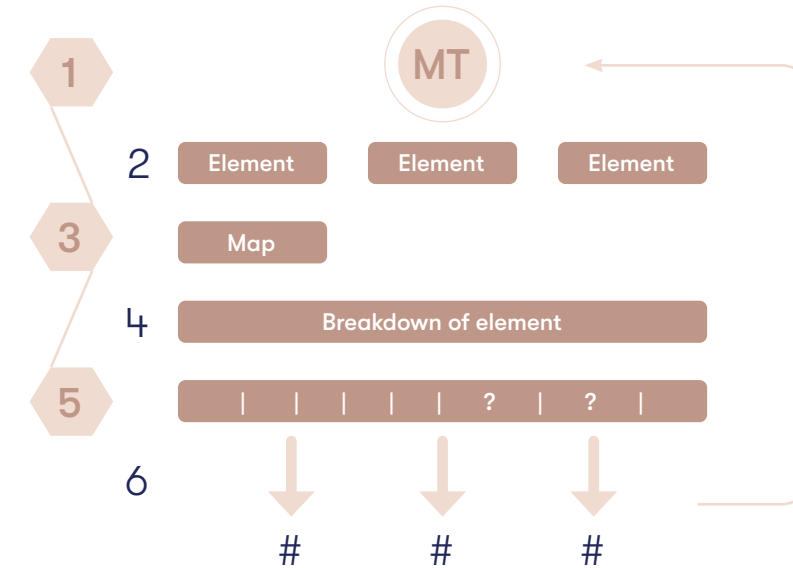 1 MT
2 Element Element Element
3 Map
4 Breakdown of element
5 | | | | | ? | ? |
6
# # #